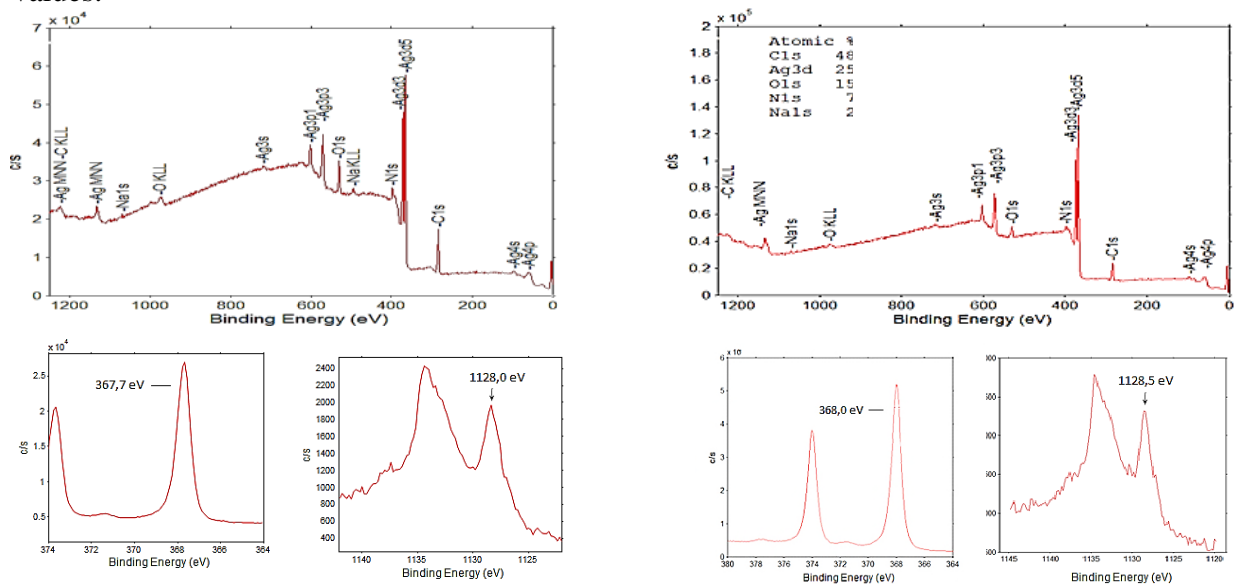 values.
x 10⁴
7
6
5
4
3
2
1
0
c/s
-Ag MNN -C KLL
-Ag MNN
-Na1s
-O KLL
-Ag3s
-Ag3p1
-Ag3p3
-O1s
-Na KLL
-N1s
-Ag3d3
-Ag3d5
-C1s
-Ag4s
-Ag4p
1200 1000 800 600 400 200 0
Binding Energy (eV)
x 10⁵
2
1.8
1.6
1.4
1.2
1
0.8
0.6
0.4
0.2
0
c/s
Atomic %
C1s 48
Ag3d 25
O1s 15
N1s
Na1s 2
-C KLL
-Ag MNN
-Na1s
-O KLL
-Ag3s
-Ag3p1
-Ag3p3
-O1s
-N1s
-Ag3d3
-Ag3d5
-C1s
-Ag4s
-Ag4p
1200 1000 800 600 400 200 0
Binding Energy (eV)
x 10⁴
2.5
2
1.5
1
0.5
c/s
367,7 eV
374 372 370 368 366 364
Binding Energy (eV)
2400
2200
2000
1800
1600
1400
1200
1000
800
600
400
c/s
1128,0 eV
1140 1135 1130 1125
Binding Energy (eV)
x 10
6
5
4
3
2
1
0
c/s
368,0 eV
380 378 376 374 372 370 368 366 364
Binding Energy (eV)
c/s
1128,5 eV
1145 1140 1135 1130 1125 1120
Binding Energy (eV)